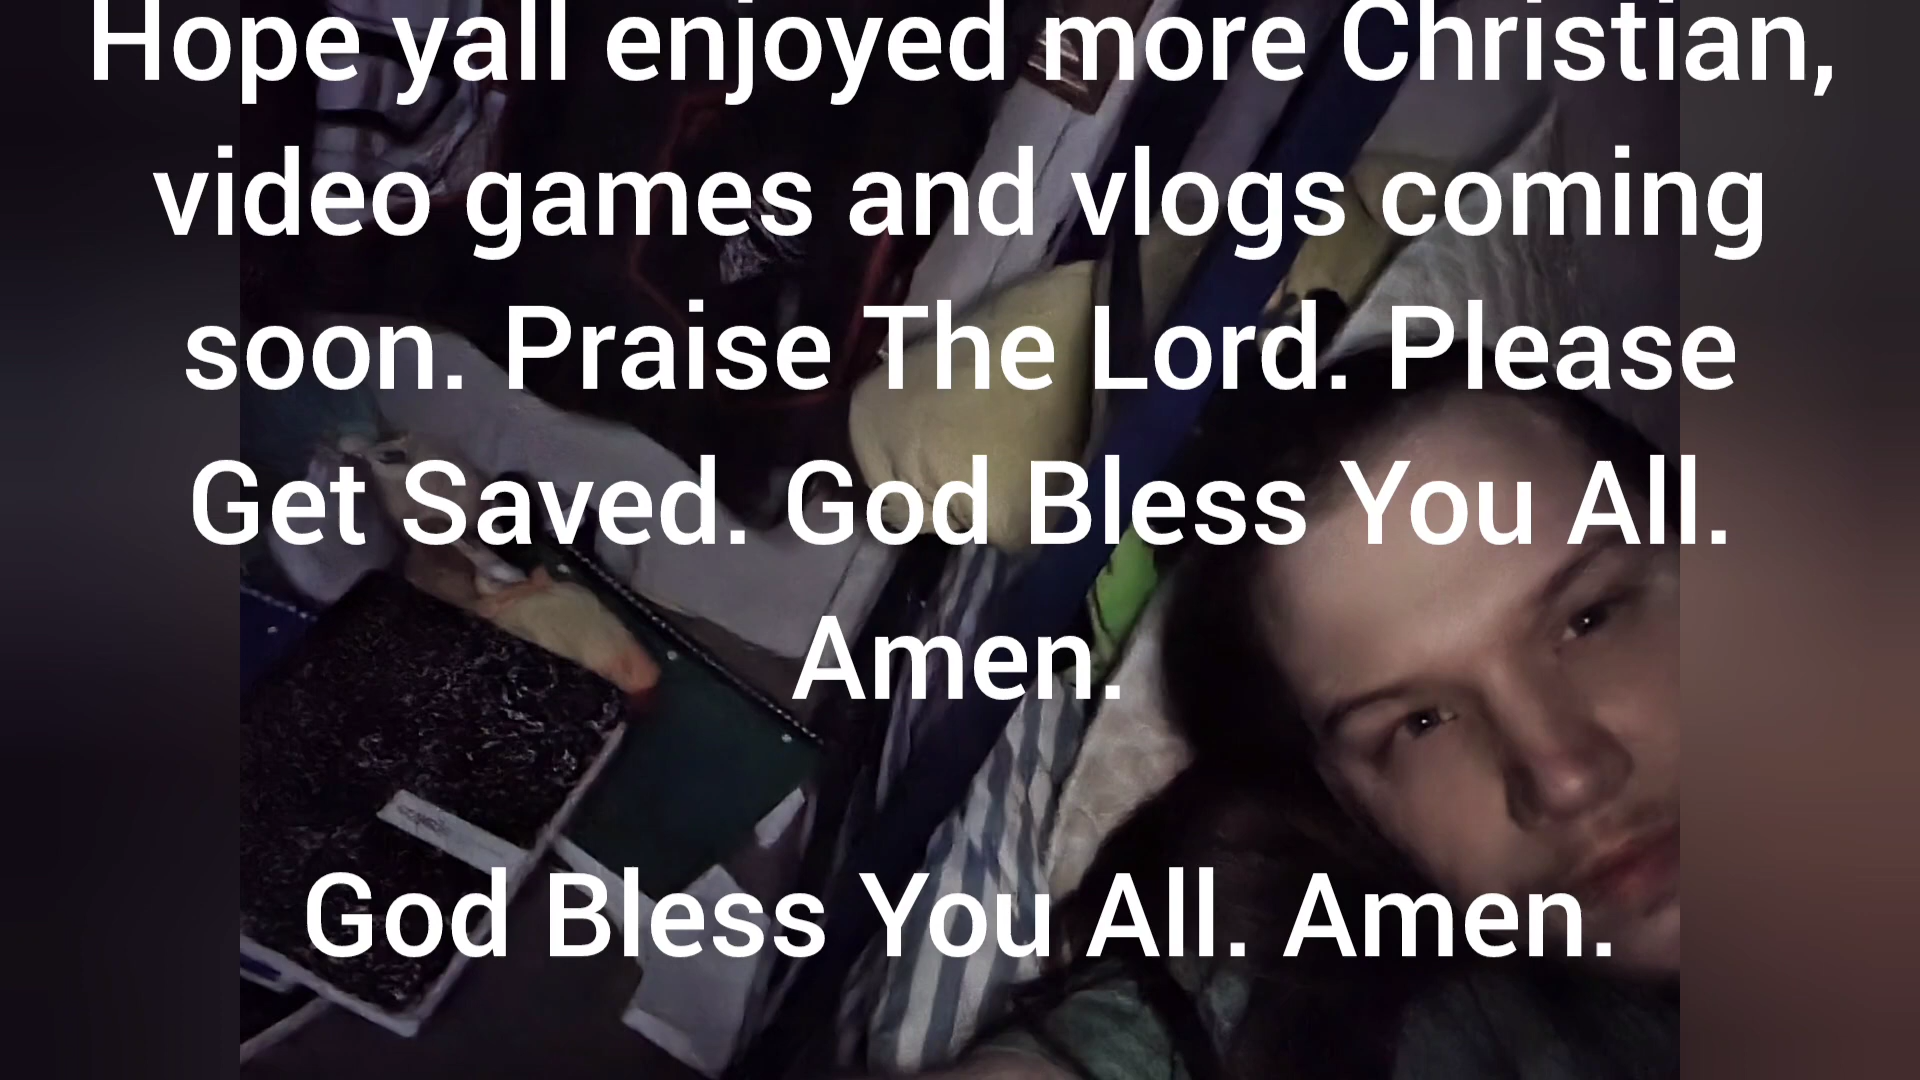 Hope yall enjoyed more Christian,
video games and vlogs coming
soon. Praise The Lord. Please
Get Saved. God Bless You All.
Amen.
God Bless You All. Amen.